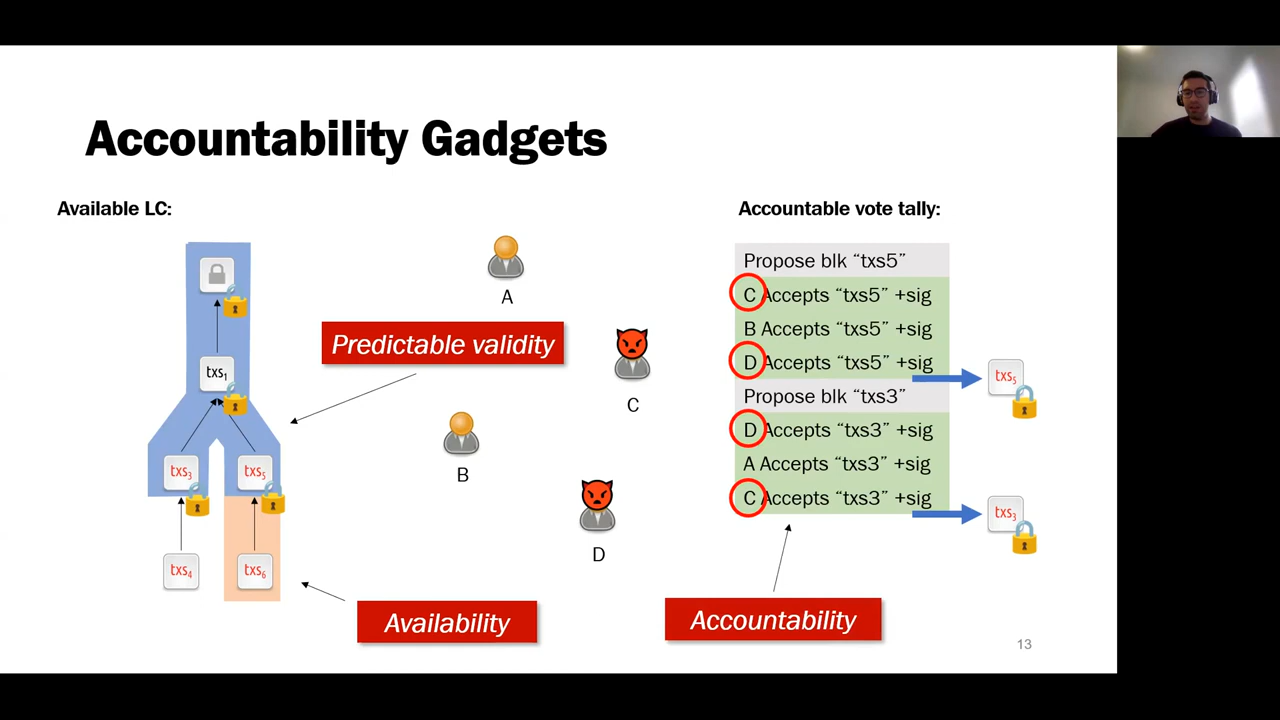 Accountability Gadgets
Available LC:
Accountable vote tally:
txs1
txs3
txs5
txs4
txs6
A
Predictable validity
C
B
D
Availability
Propose blk “txs5”
C Accepts “txs5” +sig
B Accepts “txs5” +sig
D Accepts “txs5” +sig
Propose blk “txs3”
D Accepts “txs3” +sig
A Accepts “txs3” +sig
C Accepts “txs3” +sig
txs5
txs3
Accountability
13